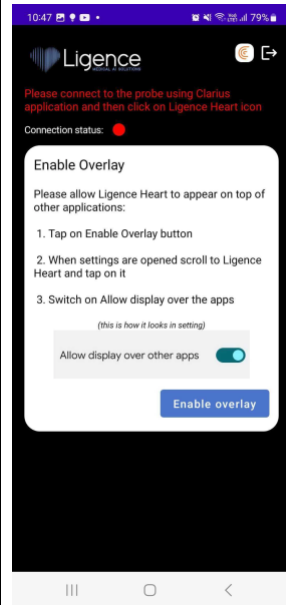 10:47
79%
Ligence
MEDICAL AI SOLUTIONS
Please connect to the probe using Clarius
application and then click on Ligence Heart icon
Connection status:
Enable Overlay
Please allow Ligence Heart to appear on top of
other applications:
1. Tap on Enable Overlay button
2. When settings are opened scroll to Ligence
Heart and tap on it
3. Switch on Allow display over the apps
(this is how it looks in setting)
Allow display over other apps
Enable overlay